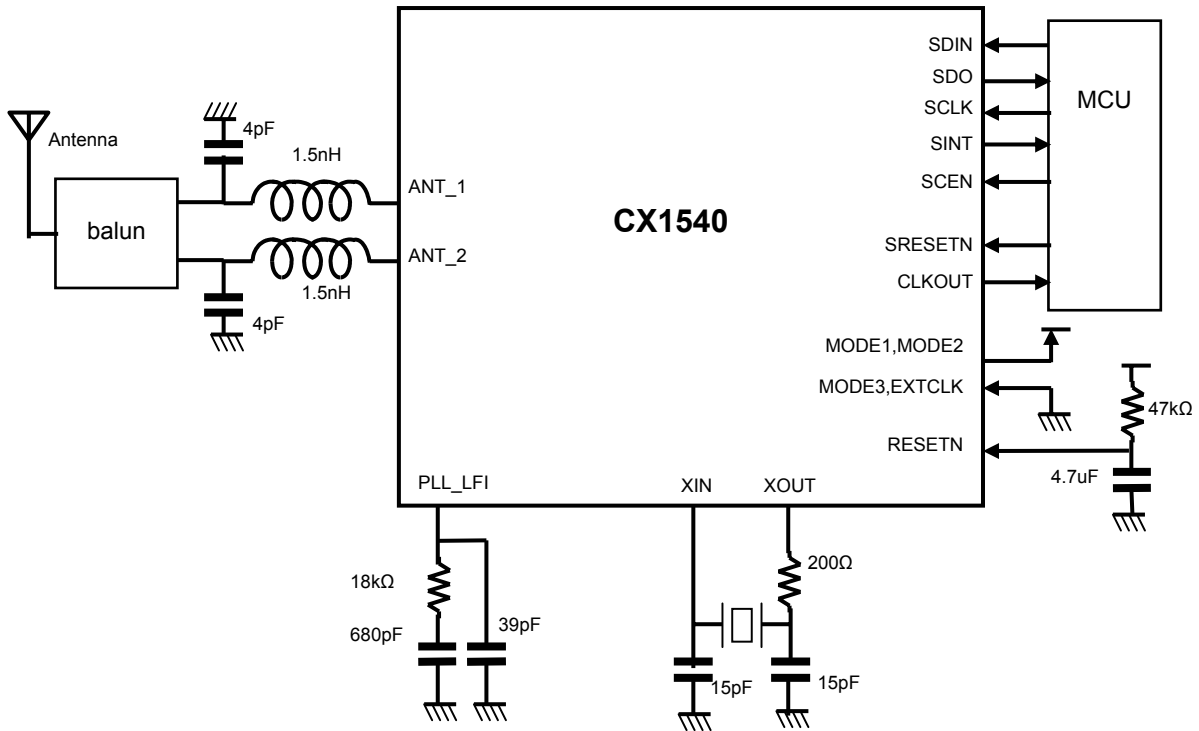 SDIN
SDO
SCLK
SINT
SCEN
SRESETN
CLKOUT
MCU
Antenna
4pF
1.5nH
ANT_1
balun
CX1540
ANT_2
1.5nH
4pF
MODE1,MODE2
MODE3,EXTCLK
47kΩ
RESETN
4.7uF
PLL_LFI
XIN
XOUT
18kΩ
200Ω
680pF
39pF
15pF
15pF